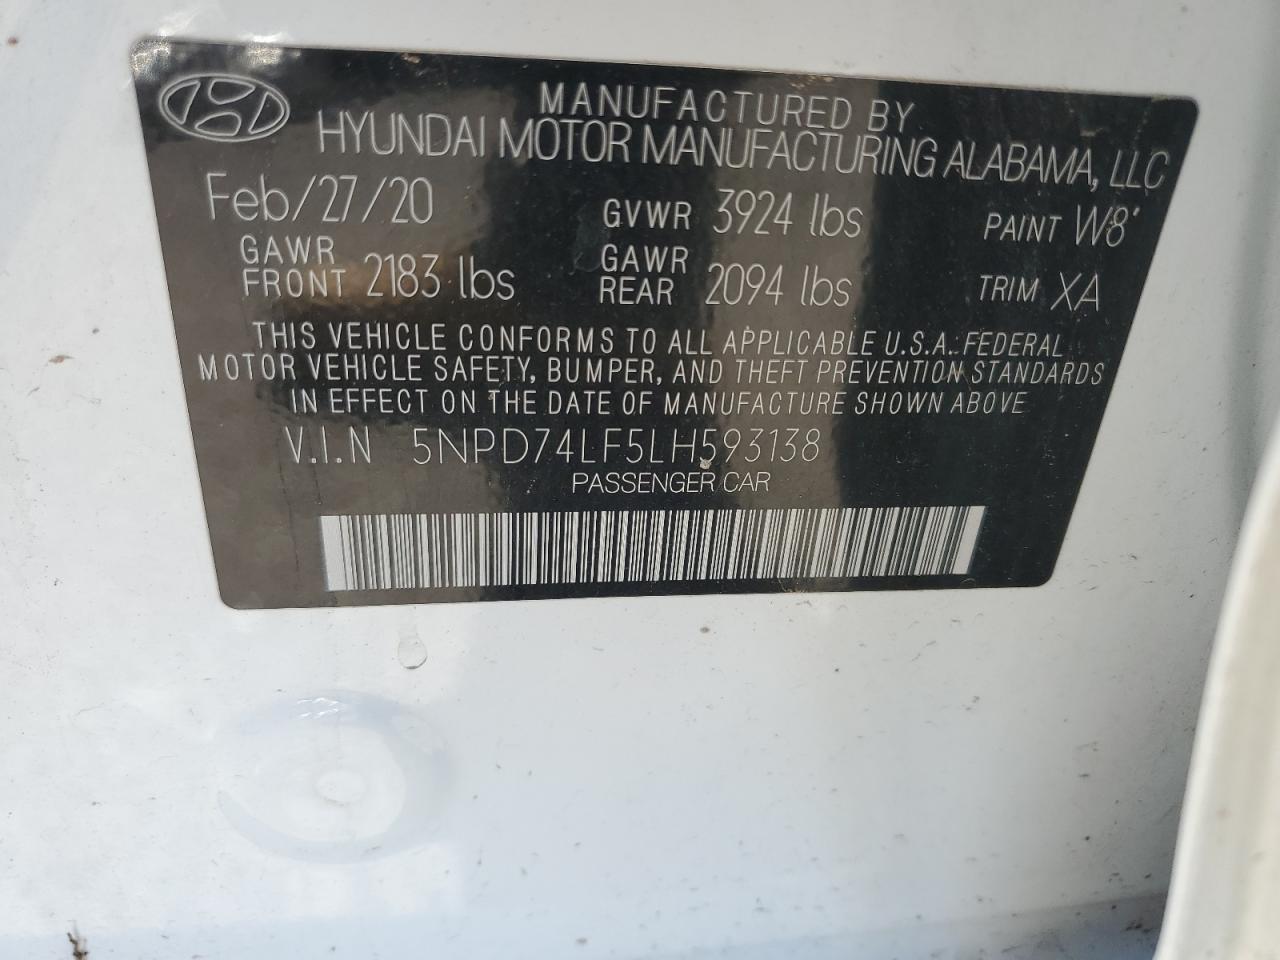 MANUFACTURED BY
HYUNDAI MOTOR MANUFACTURING ALABAMA, LLC
Feb/27/20 GVWR 3924 lbs PAINT W8
GAWR FRONT 2183 lbs GAWR REAR 2094 lbs TRIM XA
THIS VEHICLE CONFORMS TO ALL APPLICABLE U.S.A. FEDERAL
MOTOR VEHICLE SAFETY, BUMPER, AND THEFT PREVENTION STANDARDS
IN EFFECT ON THE DATE OF MANUFACTURE SHOWN ABOVE
V.I.N 5NPD74LF5LH593138
PASSENGER CAR